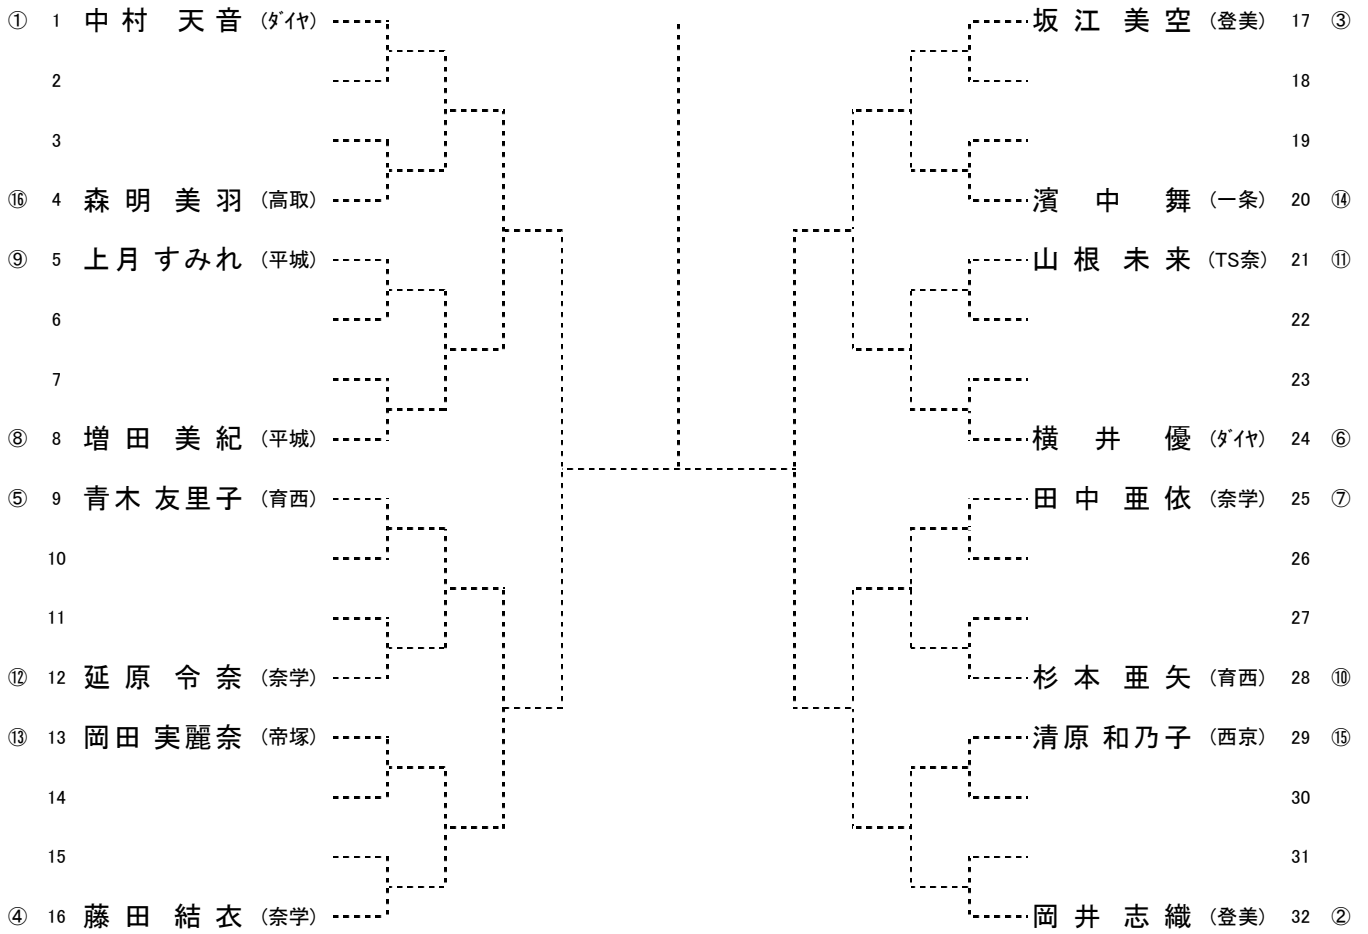 ① 1 中村 天音 (ダイヤ)
2
3
⑯ 4 森明 美羽 (高取)
⑨ 5 上月 すみれ (平城)
6
7
⑧ 8 増田 美紀 (平城)
⑤ 9 青木 友里子 (育西)
10
11
⑫ 12 延原 令奈 (奈学)
⑬ 13 岡田 実麗奈 (帝塚)
14
15
④ 16 藤田 結衣 (奈学)
坂江 美空 (登美) 17 ③
18
19
濱中 舞 (一条) 20 ⑭
山根 未来 (TS奈) 21 ⑪
22
23
横井 優 (ダイヤ) 24 ⑥
田中 亜依 (奈学) 25 ⑦
26
27
杉本 亜矢 (育西) 28 ⑩
清原 和乃子 (西京) 29 ⑮
30
31
岡井 志織 (登美) 32 ②